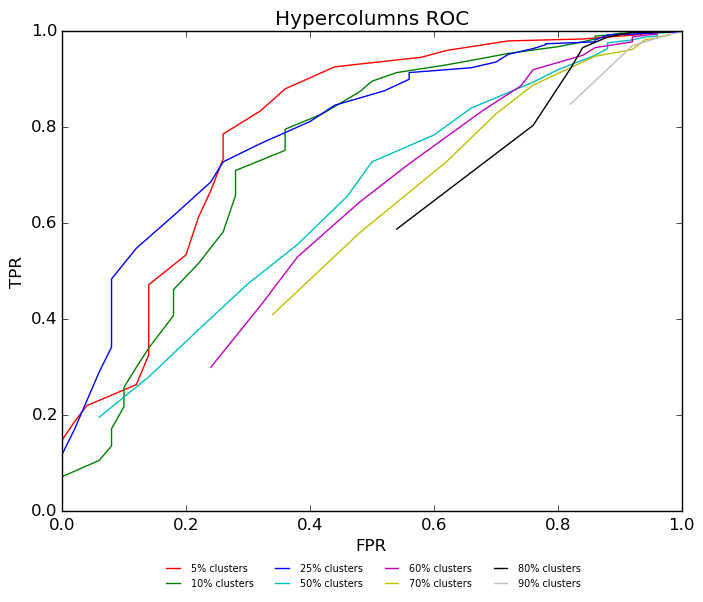 Hypercolumns ROC
1.0
0.8
0.6
0.4
0.2
0.0
TPR
0.0 0.2 0.4 0.6 0.8 1.0
FPR
5% clusters 25% clusters 60% clusters 80% clusters
10% clusters 50% clusters 70% clusters 90% clusters